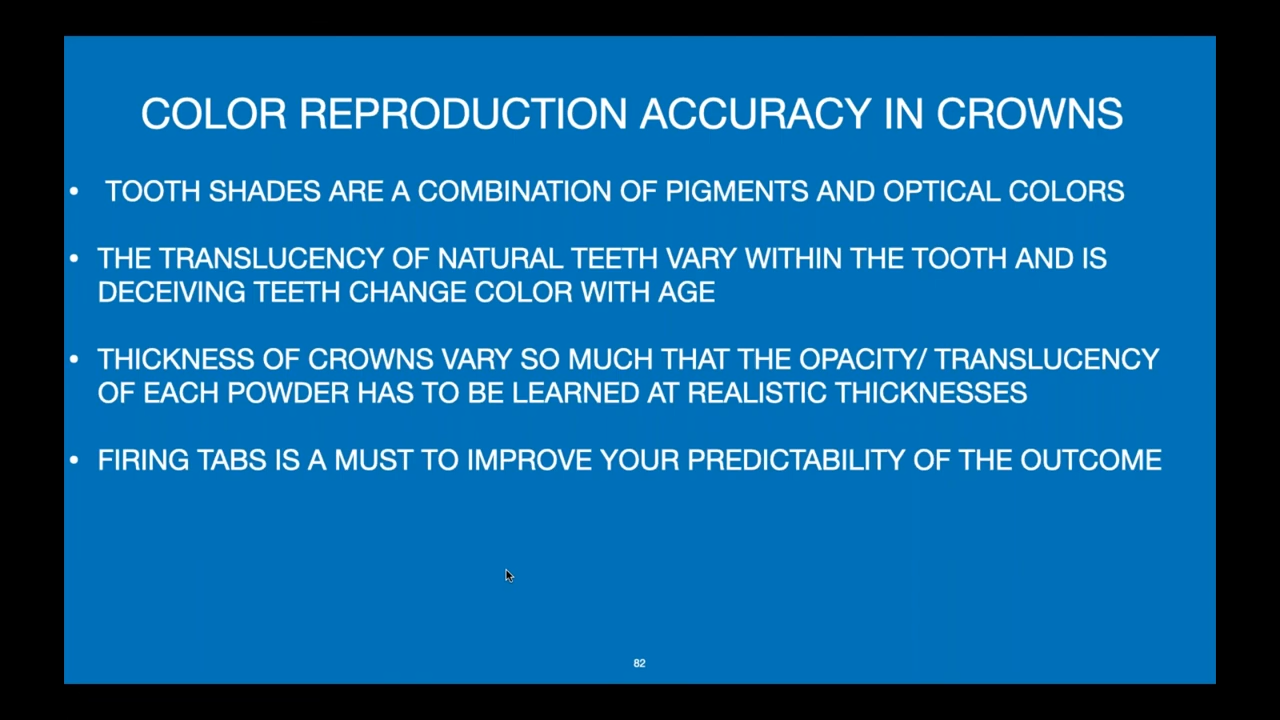 COLOR REPRODUCTION ACCURACY IN CROWNS
• TOOTH SHADES ARE A COMBINATION OF PIGMENTS AND OPTICAL COLORS
• THE TRANSLUCENCY OF NATURAL TEETH VARY WITHIN THE TOOTH AND IS
DECEIVING TEETH CHANGE COLOR WITH AGE
• THICKNESS OF CROWNS VARY SO MUCH THAT THE OPACITY/ TRANSLUCENCY
OF EACH POWDER HAS TO BE LEARNED AT REALISTIC THICKNESSES
• FIRING TABS IS A MUST TO IMPROVE YOUR PREDICTABILITY OF THE OUTCOME
82